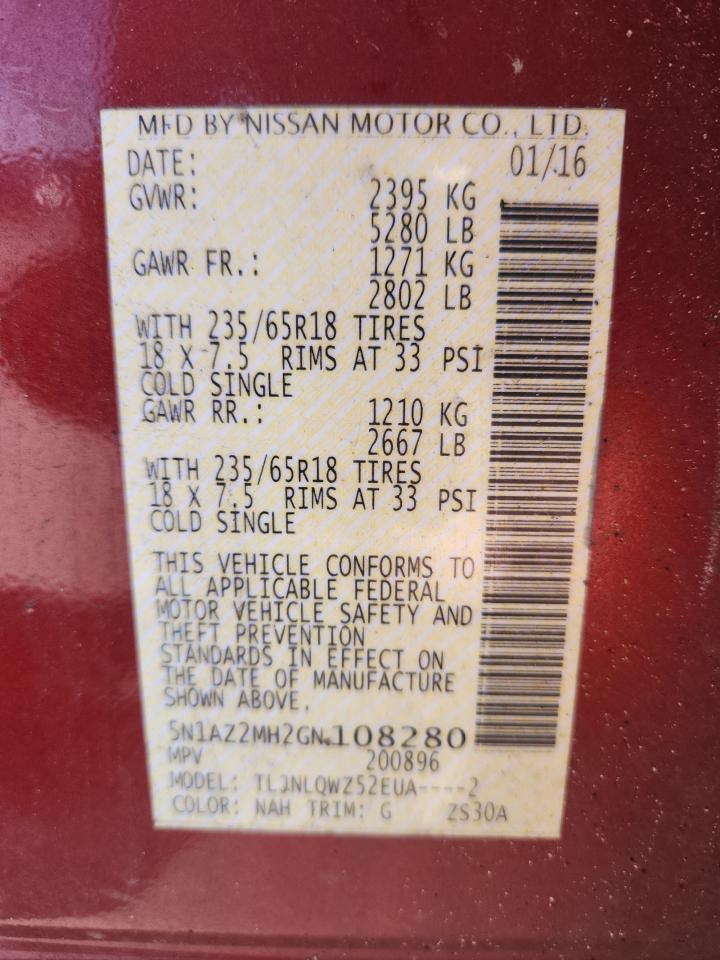 MFD BY NISSAN MOTOR CO., LTD.
DATE: 01/16
GVWR: 2395 KG
5280 LB
GAWR FR.: 1271 KG
2802 LB
WITH 235/65R18 TIRES
18 X 7.5 RIMS AT 33 PSI
COLD SINGLE
GAWR RR.: 1210 KG
2667 LB
WITH 235/65R18 TIRES
18 X 7.5 RIMS AT 33 PSI
COLD SINGLE
THIS VEHICLE CONFORMS TO
ALL APPLICABLE FEDERAL
MOTOR VEHICLE SAFETY AND
THEFT PREVENTION
STANDARDS IN EFFECT ON
THE DATE OF MANUFACTURE
SHOWN ABOVE.
5N1AZ2MH2GN108280
MPV 200896
MODEL: TLJNLQWZ52EUA----2
COLOR: NAH TRIM: G ZS30A